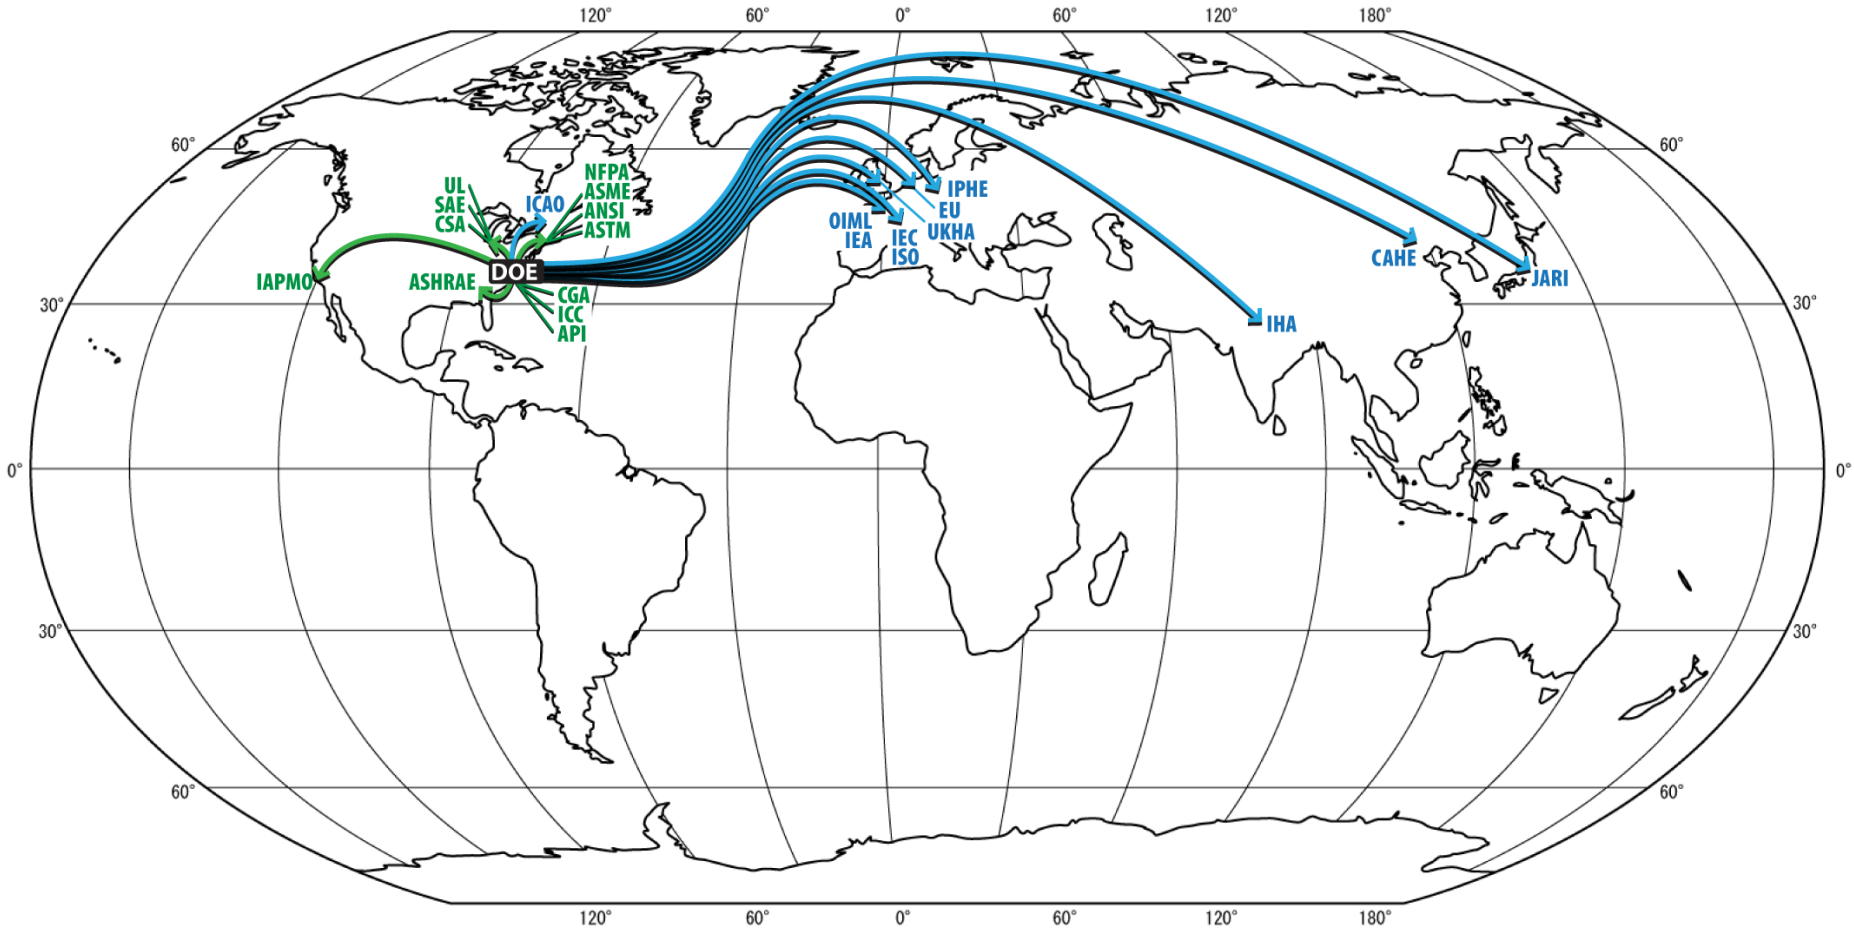 120° 60° 0° 60° 120° 180°
60° 60°
NFPA
UL ASME
SAE ICAO ANSI
CSA ASTM
IPHE
EU
OIML UKHA
IEA IEC
ISO
CAHE
JARI
DOE
IAPMO ASHRAE
CGA
ICC
API
IHA
30° 30°
0° 0°
30° 30°
60° 60°
120° 60° 0° 60° 120° 180°